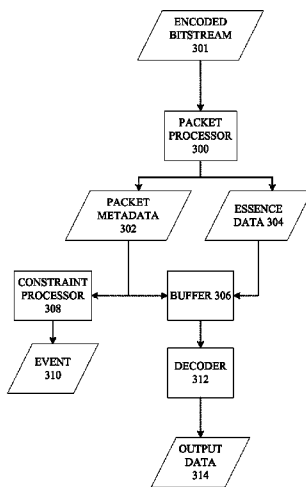 ENCODED
BITSTREAM
301
PACKET
PROCESSOR
300
PACKET
METADATA
302
ESSENCE
DATA 304
CONSTRAINT
PROCESSOR
308
BUFFER 306
EVENT
310
DECODER
312
OUTPUT
DATA
314